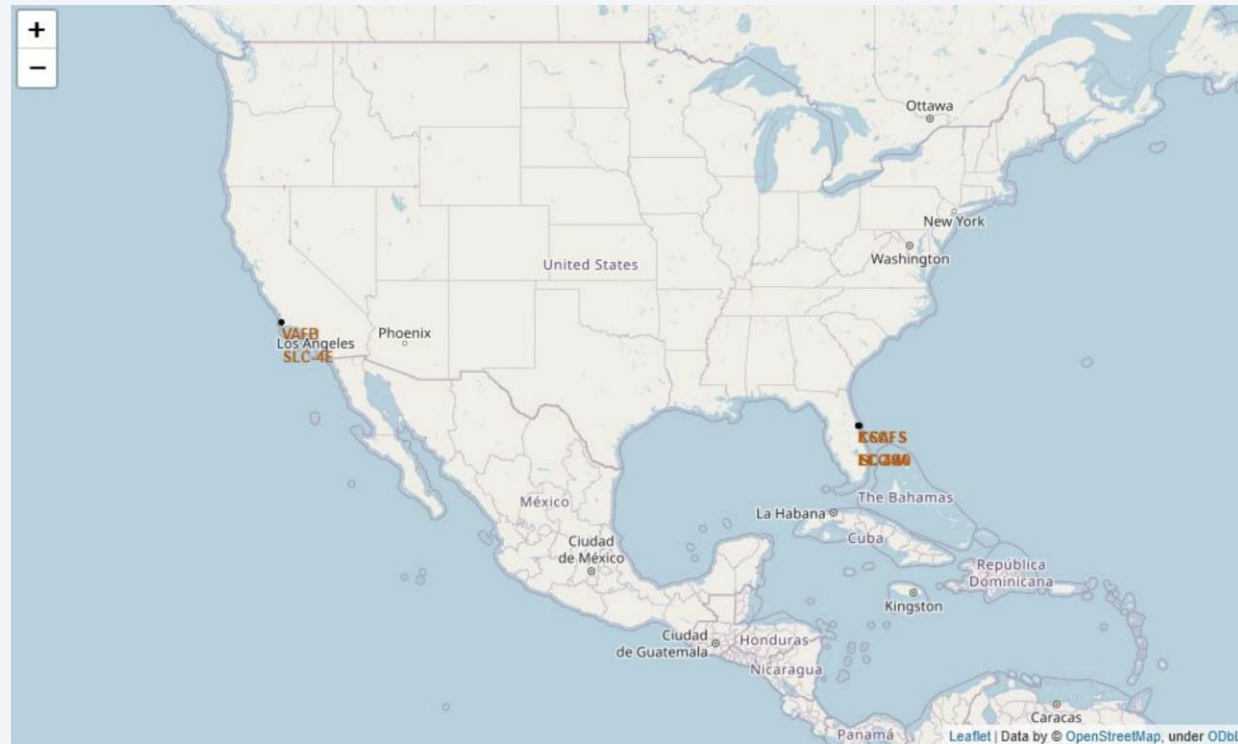 +
−
Ottawa
New York
Washington
United States
VAFB
Los Angeles
Phoenix
SLC-4E
The Bahamas
México
La Habana
Cuba
Ciudad
de México
República
Dominicana
Kingston
Ciudad
de Guatemala
Honduras
Nicaragua
Caracas
Panamá
Leaflet | Data by © OpenStreetMap, under ODbL